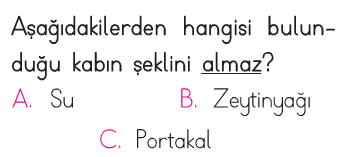 Aşağıdakilerden hangisi bulun-
duğu kabın şeklini almaz?
A. Su B. Zeytinyağı
C. Portakal